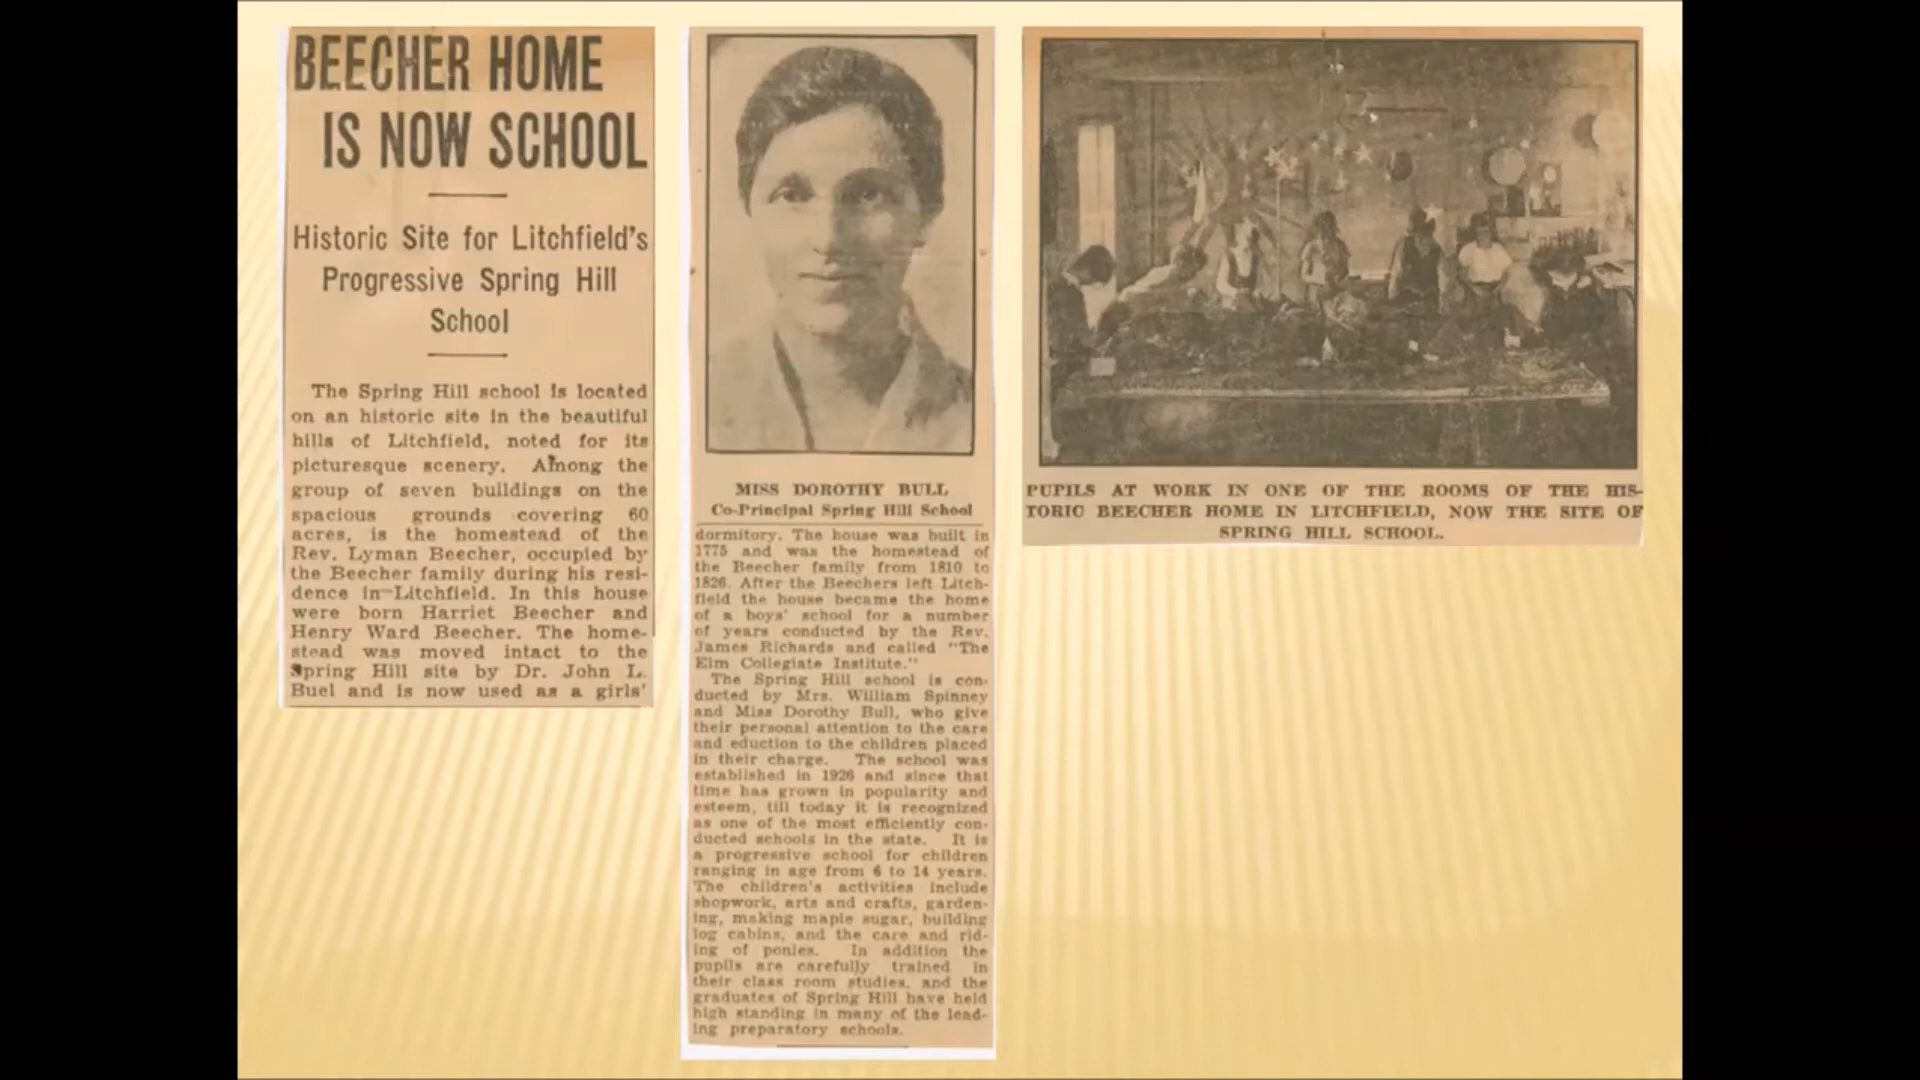 BEECHER HOME
IS NOW SCHOOL
Historic Site for Litchfield's
Progressive Spring Hill
School
The Spring Hill school is located
on an historic site in the beautiful
hills of Litchfield, noted for its
picturesque scenery. Among the
group of seven buildings on the
spacious grounds covering 60
acres, is the homestead of the
Rev. Lyman Beecher, occupied by
the Beecher family during his resi-
dence in Litchfield. In this house
were born Harriet Beecher and
Henry Ward Beecher. The home-
stead was moved intact to the
Spring Hill site by Dr. John L.
Buel and is now used as a girls'
MISS DOROTHY BULL
Co-Principal Spring Hill School
dormitory. The house was built in
1775 and was the homestead of
the Beecher family from 1810 to
1826. After the Beechers left Litch-
field the house became the home
of a boys' school for a number
of years conducted by the Rev.
James Richards and called "The
Elm Collegiate Institute."
The Spring Hill school is con-
ducted by Mrs. William Spinney
and Miss Dorothy Bull, who give
their personal attention to the care
and eduction to the children placed
in their charge. The school was
established in 1926 and since that
time has grown in popularity and
esteem, till today it is recognized
as one of the most efficiently con-
ducted schools in the state. It is
a progressive school for children
ranging in age from 6 to 14 years.
The children's activities include
shopwork, arts and crafts, garden-
ing, making maple sugar, building
log cabins, and the care and rid-
ing of ponies. In addition the
pupils are carefully trained in
their class room studies, and the
graduates of Spring Hill have held
high standing in many of the lead-
ing preparatory schools.
PUPILS AT WORK IN ONE OF THE ROOMS OF THE HIS-
TORIC BEECHER HOME IN LITCHFIELD, NOW THE SITE OF
SPRING HILL SCHOOL.